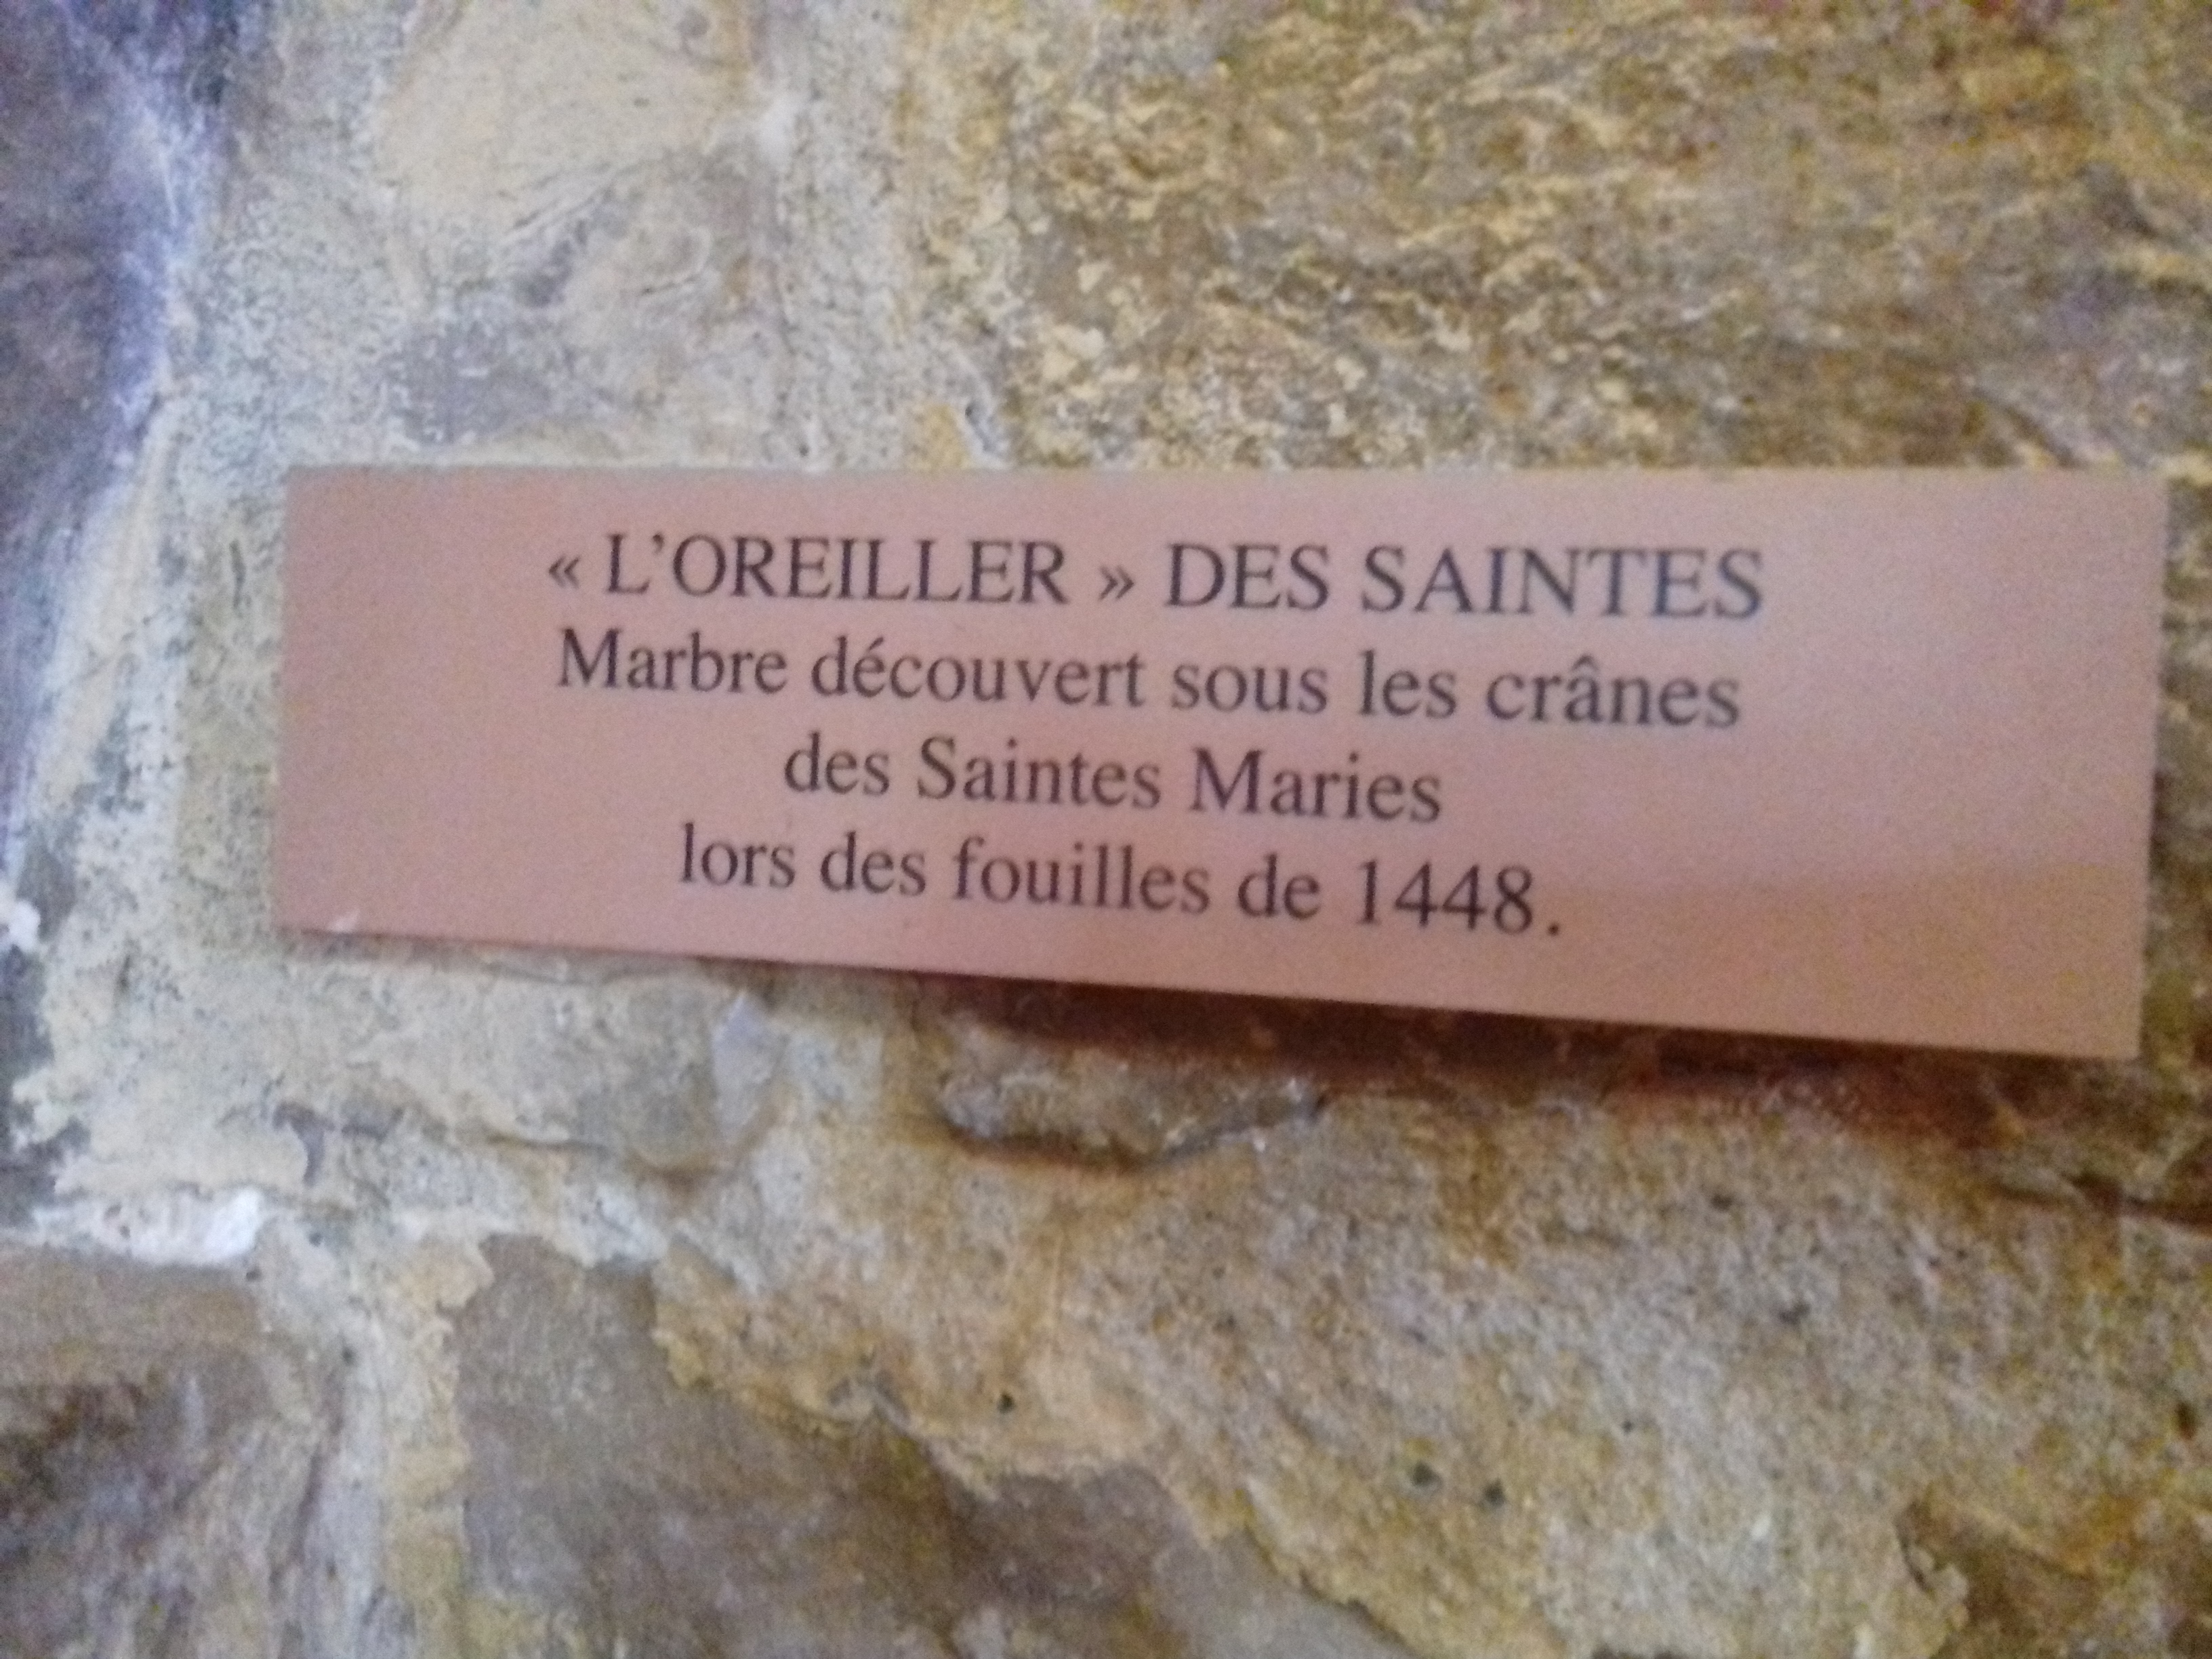 « L'OREILLER » DES SAINTES
Marbre découvert sous les crânes
des Saintes Maries
lors des fouilles de 1448.